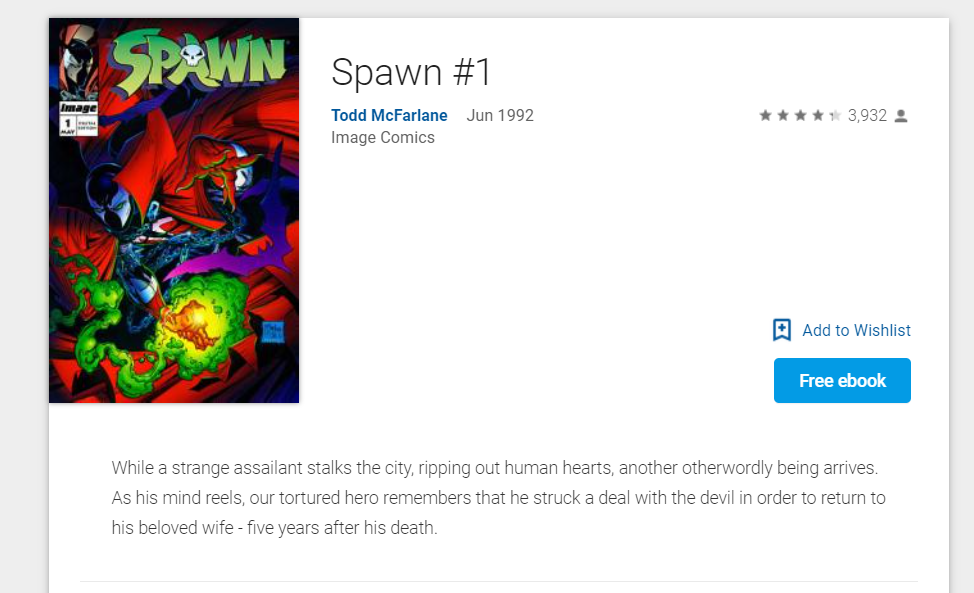 SPAWN
image
1
MAY
Spawn #1
Todd McFarlane Jun 1992
3,932
Image Comics
Add to Wishlist
Free ebook
While a strange assailant stalks the city, ripping out human hearts, another otherwordly being arrives.
As his mind reels, our tortured hero remembers that he struck a deal with the devil in order to return to
his beloved wife - five years after his death.